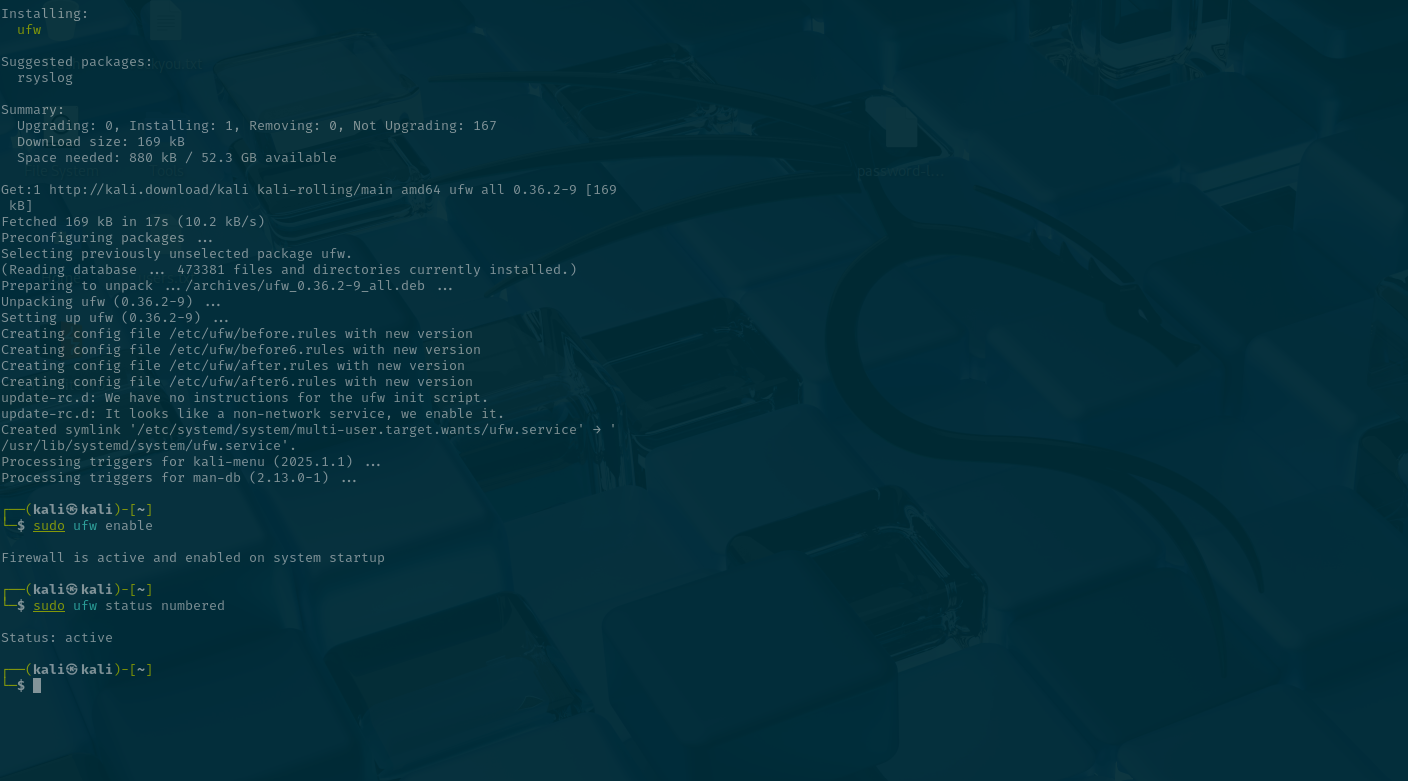 Installing:
  ufw
Suggested packages:
  rsyslog
Summary:
  Upgrading: 0, Installing: 1, Removing: 0, Not Upgrading: 167
  Download size: 169 kB
  Space needed: 880 kB / 52.3 GB available
Get:1 http://kali.download/kali kali-rolling/main amd64 ufw all 0.36.2-9 [169
 kB]
Fetched 169 kB in 17s (10.2 kB/s)
Preconfiguring packages ...
Selecting previously unselected package ufw.
(Reading database ... 473381 files and directories currently installed.)
Preparing to unpack .../archives/ufw_0.36.2-9_all.deb ...
Unpacking ufw (0.36.2-9) ...
Setting up ufw (0.36.2-9) ...
Creating config file /etc/ufw/before.rules with new version
Creating config file /etc/ufw/before6.rules with new version
Creating config file /etc/ufw/after.rules with new version
Creating config file /etc/ufw/after6.rules with new version
update-rc.d: We have no instructions for the ufw init script.
update-rc.d: It looks like a non-network service, we enable it.
Created symlink '/etc/systemd/system/multi-user.target.wants/ufw.service' → '
/usr/lib/systemd/system/ufw.service'.
Processing triggers for kali-menu (2025.1.1) ...
Processing triggers for man-db (2.13.0-1) ...
┌──(kali㉿kali)-[~]
└─$ sudo ufw enable
Firewall is active and enabled on system startup
┌──(kali㉿kali)-[~]
└─$ sudo ufw status numbered
Status: active
┌──(kali㉿kali)-[~]
└─$